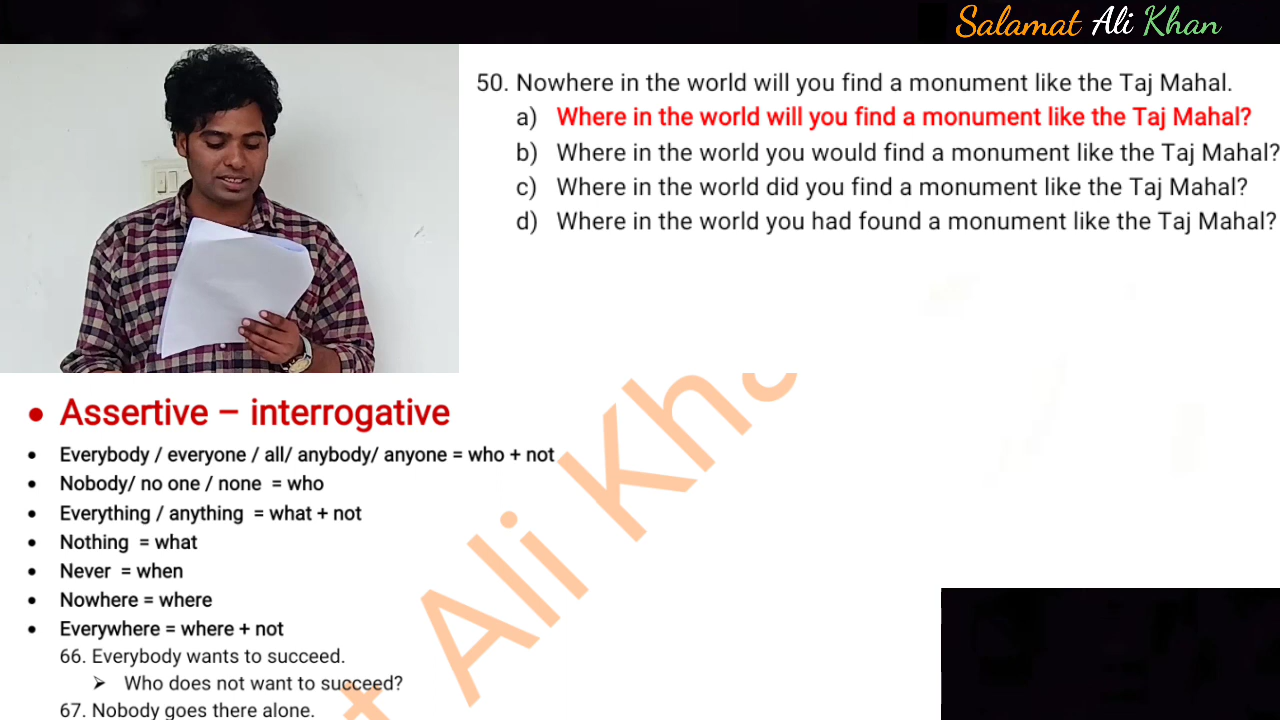 Salamat Ali Khan
50. Nowhere in the world will you find a monument like the Taj Mahal.
a) Where in the world will you find a monument like the Taj Mahal?
b) Where in the world you would find a monument like the Taj Mahal?
c) Where in the world did you find a monument like the Taj Mahal?
d) Where in the world you had found a monument like the Taj Mahal?
• Assertive – interrogative
• Everybody / everyone / all/ anybody/ anyone = who + not
• Nobody/ no one / none = who
• Everything / anything = what + not
• Nothing = what
• Never = when
• Nowhere = where
• Everywhere = where + not
66. Everybody wants to succeed.
➢ Who does not want to succeed?
67. Nobody goes there alone.
t Ali Kha